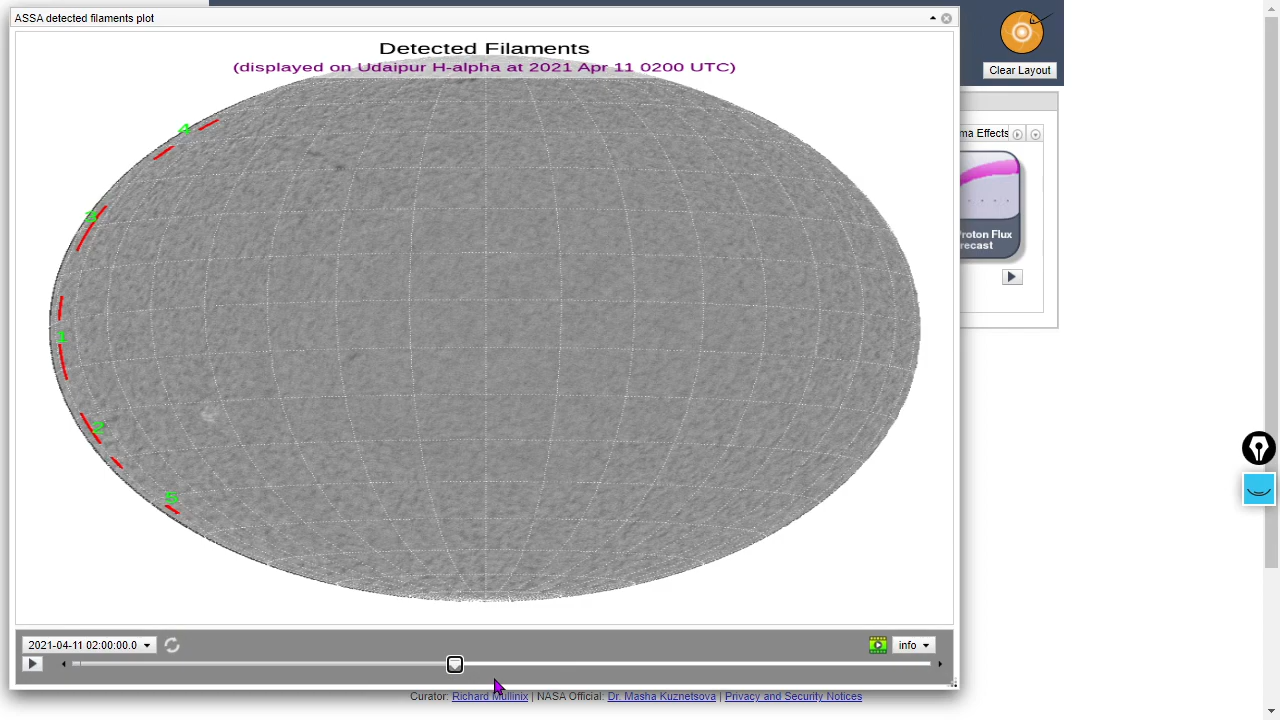 ASSA detected filaments plot
Detected Filaments
(displayed on Udaipur H-alpha at 2021 Apr 11 0200 UTC)
Clear Layout
ma Effects
roton Flux
recast
4
3
1
2
5
2021-04-11 02:00:00.0
info
Curator: Richard Mullinix | NASA Official: Dr. Masha Kuznetsova | Privacy and Security Notices